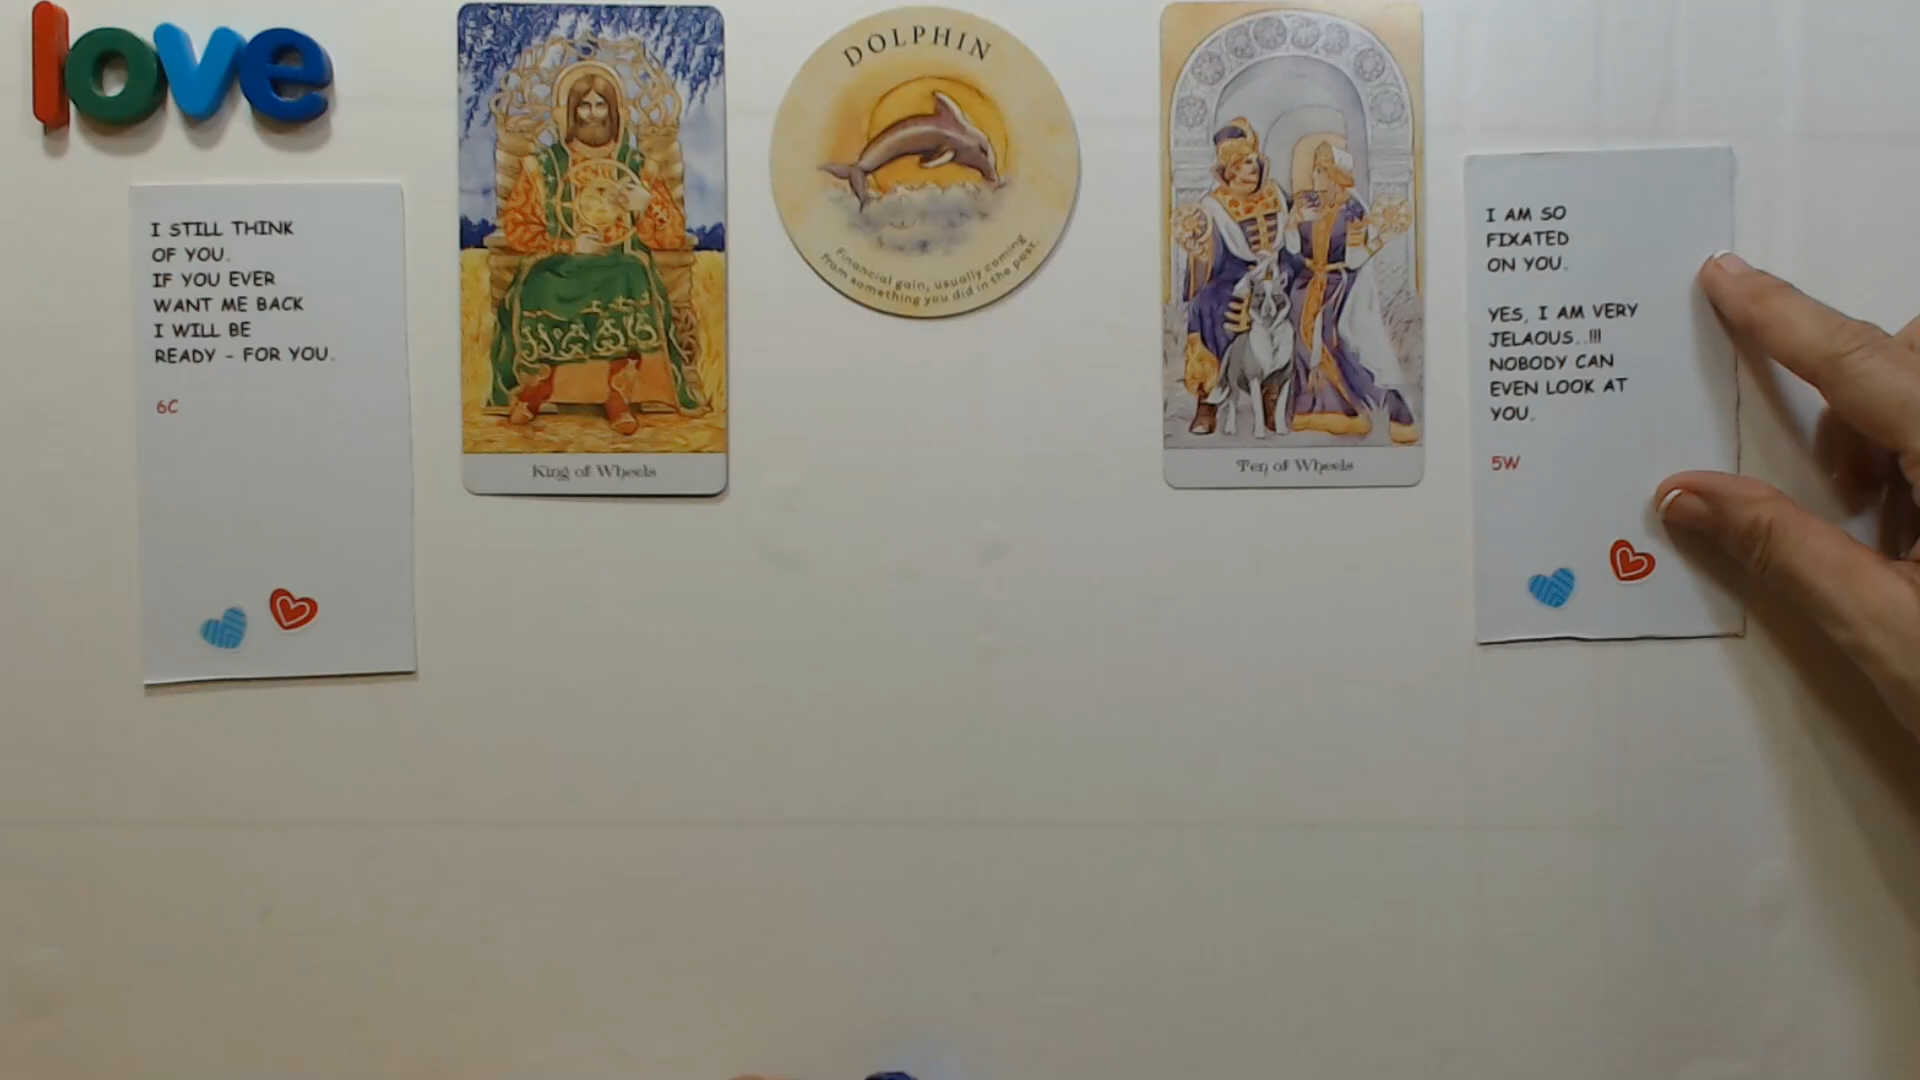 love
I STILL THINK
OF YOU.
IF YOU EVER
WANT ME BACK
I WILL BE
READY - FOR YOU.
6C
King of Wheels
DOLPHIN
Financial gain, usually coming
from something you did in the past.
Ten of Wheels
I AM SO
FIXATED
ON YOU.
YES, I AM VERY
JELAOUS..!!!
NOBODY CAN
EVEN LOOK AT
YOU.
5W